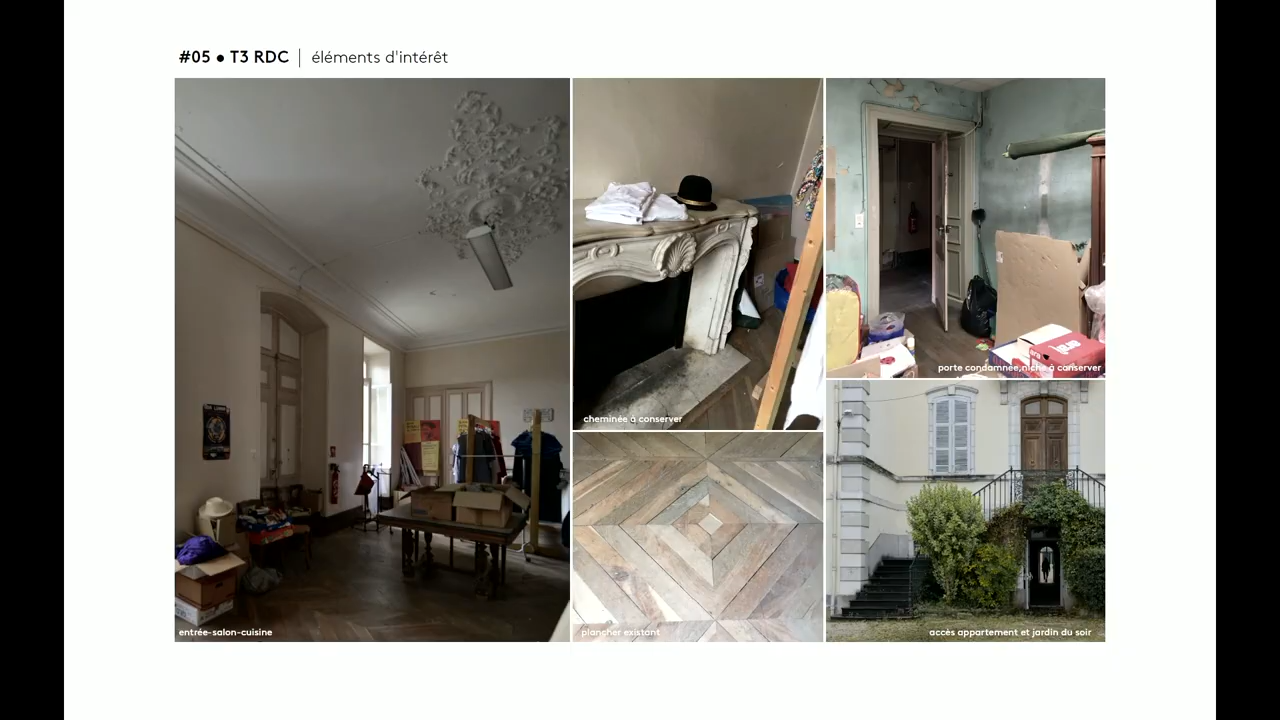 #05 • T3 RDC | éléments d'intérêt
entrée-salon-cuisine
cheminée à conserver
plancher existant
porte condamnée,niche à conserver
accès appartement et jardin du soir